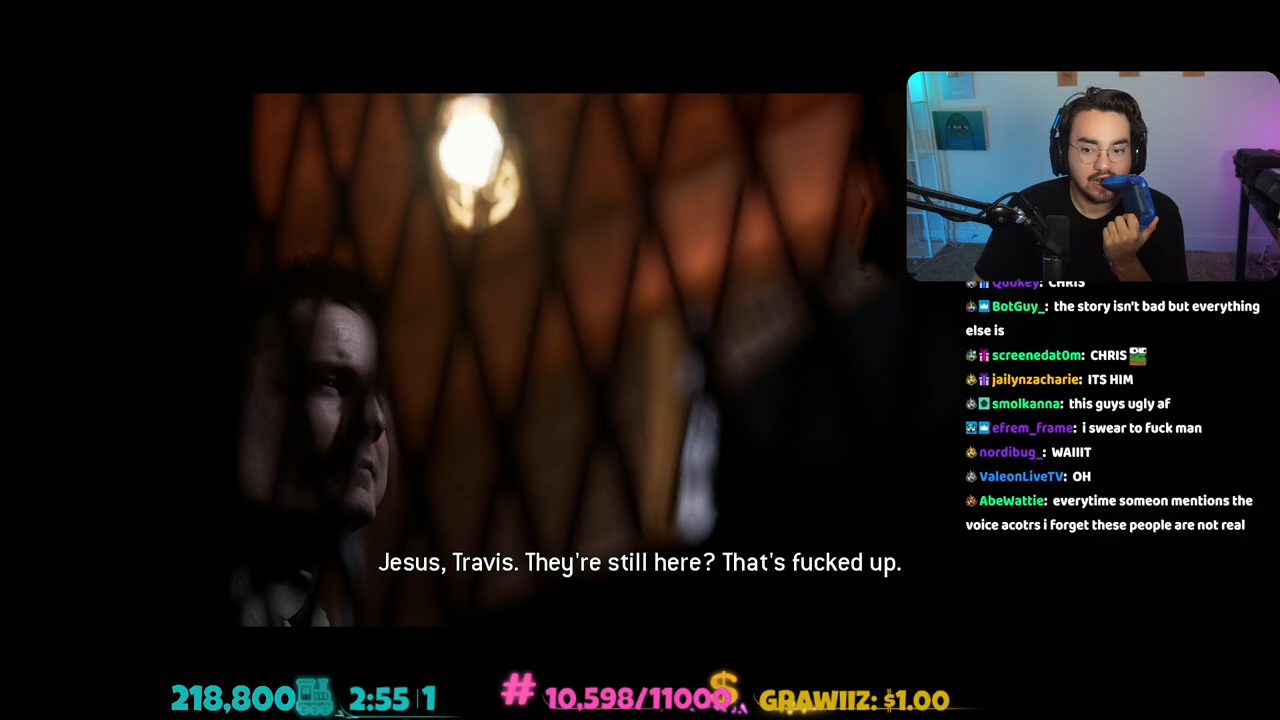 Quokey: CHRIS
BotGuy_: the story isn't bad but everything
else is
screenedat0m: CHRIS
jailynzacharie: ITS HIM
smolkanna: this guys ugly af
efrem_frame: i swear to fuck man
nordibug_: WAIIIT
ValeonLiveTV: OH
AbeWattie: everytime someon mentions the
voice acotrs i forget these people are not real
Jesus, Travis. They're still here? That's fucked up.
218,800 2:55 | 1 # 10,598/11000 $ GRAWIIZ: $1.00